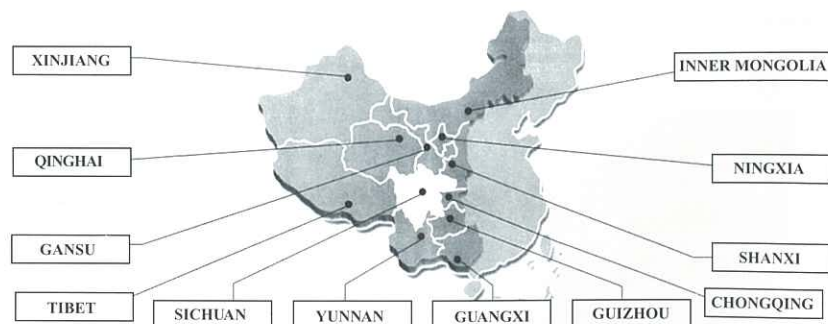 XINJIANG
INNER MONGOLIA
QINGHAI
NINGXIA
GANSU
SHANXI
TIBET
SICHUAN
YUNNAN
GUANGXI
GUIZHOU
CHONGQING